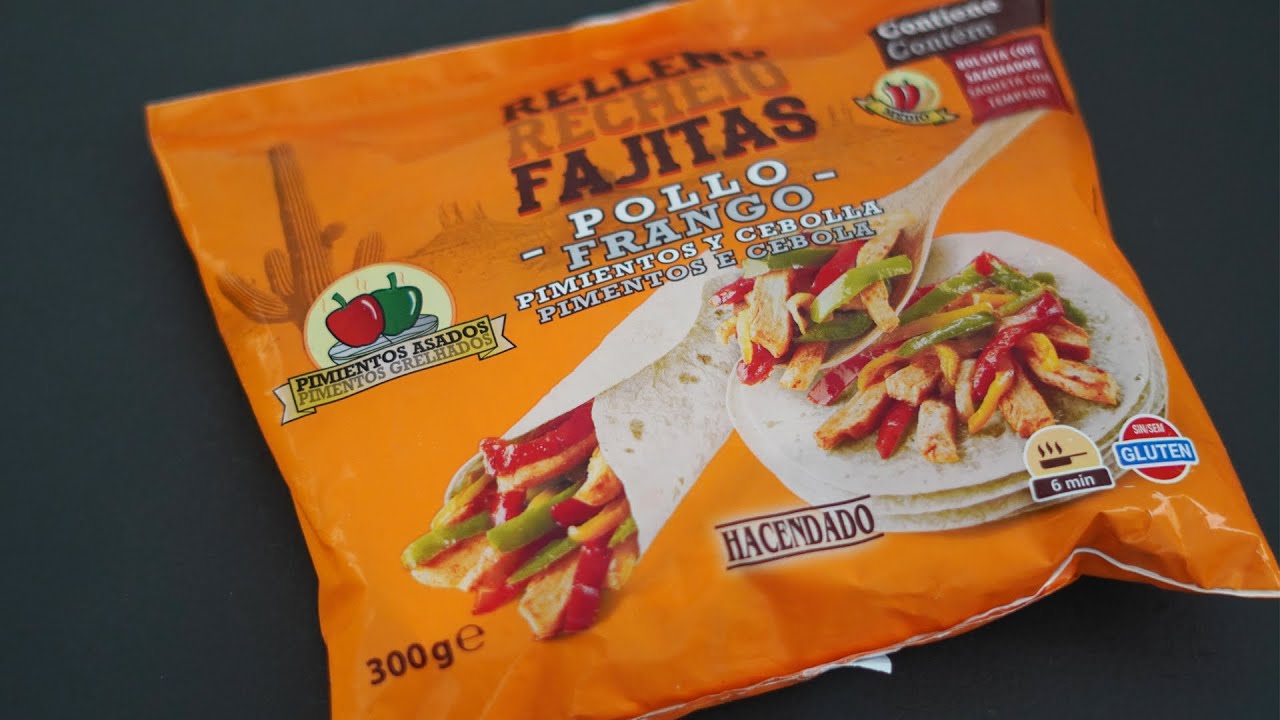 Contiene
Contém
BOLSITA CON
SAZONADOR
SAQUETA COM
TEMPERO
MEDIO
RELLENO
RECHEIO
FAJITAS
POLLO
- FRANGO -
PIMIENTOS Y CEBOLLA
PIMENTOS E CEBOLA
PIMIENTOS ASADOS
PIMENTOS GRELHADOS
SIN/SEM
GLUTEN
6 min
HACENDADO
300g e